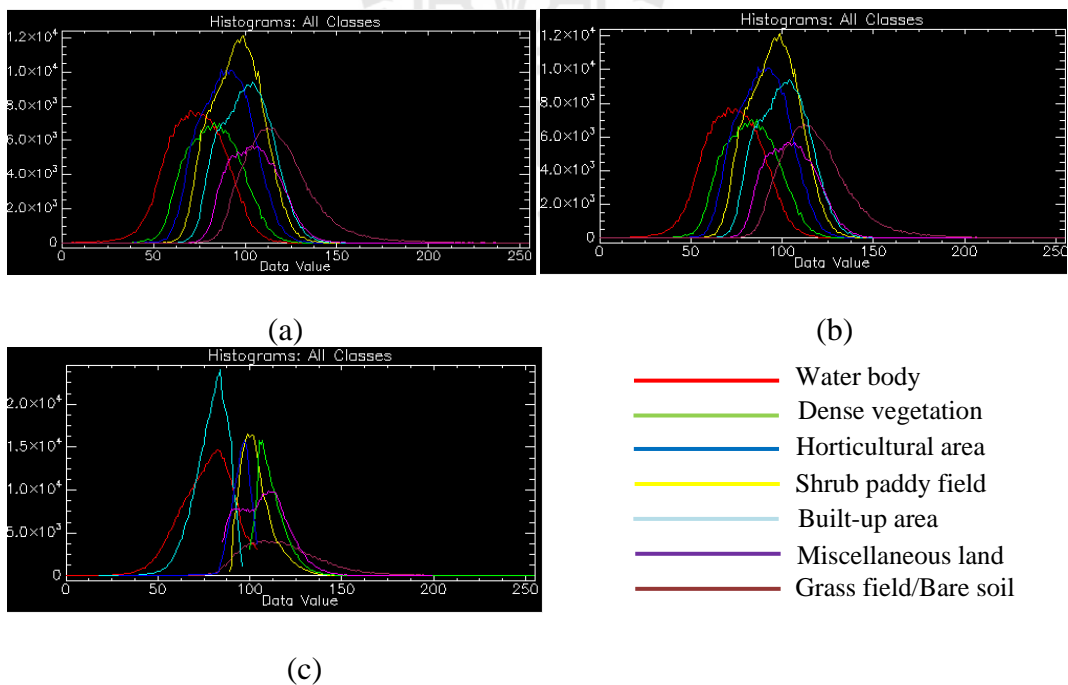 Histograms: All Classes
1.2×10⁴
1.0×10⁴
8.0×10³
6.0×10³
4.0×10³
2.0×10³
0
0 50 100 150 200 250
Data Value
(a)
Histograms: All Classes
1.2×10⁴
1.0×10⁴
8.0×10³
6.0×10³
4.0×10³
2.0×10³
0
0 50 100 150 200 250
Data Value
(b)
Histograms: All Classes
2.0×10⁴
1.5×10⁴
1.0×10⁴
5.0×10³
0
0 50 100 150 200 250
Data Value
(c)
Water body
Dense vegetation
Horticultural area
Shrub paddy field
Built-up area
Miscellaneous land
Grass field/Bare soil